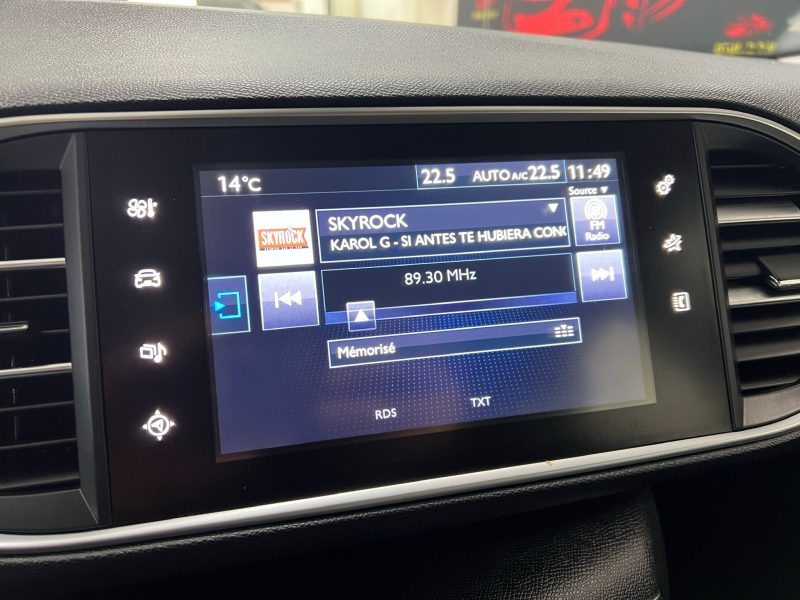 14°C
22.5 AUTO A/C 22.5 11:49
Source ▼
SKYROCK
SKYROCK
KAROL G - SI ANTES TE HUBIERA CON
FM
Radio
89.30 MHz
Mémorisé
RDS
TXT